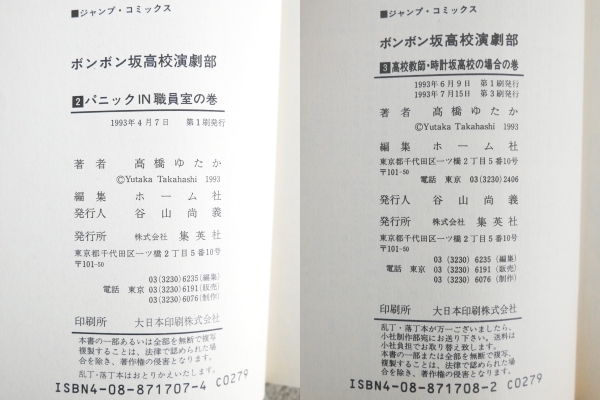 ■ジャンプ・コミックス
ボンボン坂高校演劇部
2 パニックIN職員室の巻
1993年4月7日 第1刷発行
著者 高橋ゆたか
©Yutaka Takahashi 1993
編集 ホーム社
発行人 谷山尚義
発行所 株式会社 集英社
東京都千代田区一ツ橋2丁目5番10号
〒101-50
03(3230)6235(編集)
電話 東京 03(3230)6191(販売)
03(3230)6076(制作)
印刷所 大日本印刷株式会社
本書の一部あるいは全部を無断で複写、
複製することは、法律で認められた場
合を除き、著作権の侵害となります。
乱丁・落丁本はおとりかえいたします。
ISBN4-08-871707-4 C0279
■ジャンプ・コミックス
ボンボン坂高校演劇部
3 高校教師・時計坂高校の場合の巻
1993年6月9日 第1刷発行
1993年7月15日 第3刷発行
著者 高橋ゆたか
©Yutaka Takahashi 1993
編集 ホーム社
東京都千代田区一ツ橋2丁目5番10号
〒101-50
電話 東京 03(3230)2406
発行人 谷山尚義
発行所 株式会社 集英社
東京都千代田区一ツ橋2丁目5番10号
〒101-50
03(3230)6235(編集)
電話 東京 03(3230)6191(販売)
03(3230)6076(制作)
印刷所 大日本印刷株式会社
乱丁・落丁本が万一ございましたら、
小社制作部宛にお送り下さい。送料は
小社負担でお取り替え致します。
本書の一部または全部を無断で複写、
複製することは、法律で認められた場
合を除き、著作権の侵害となります。
ISBN4-08-871708-2 C0279